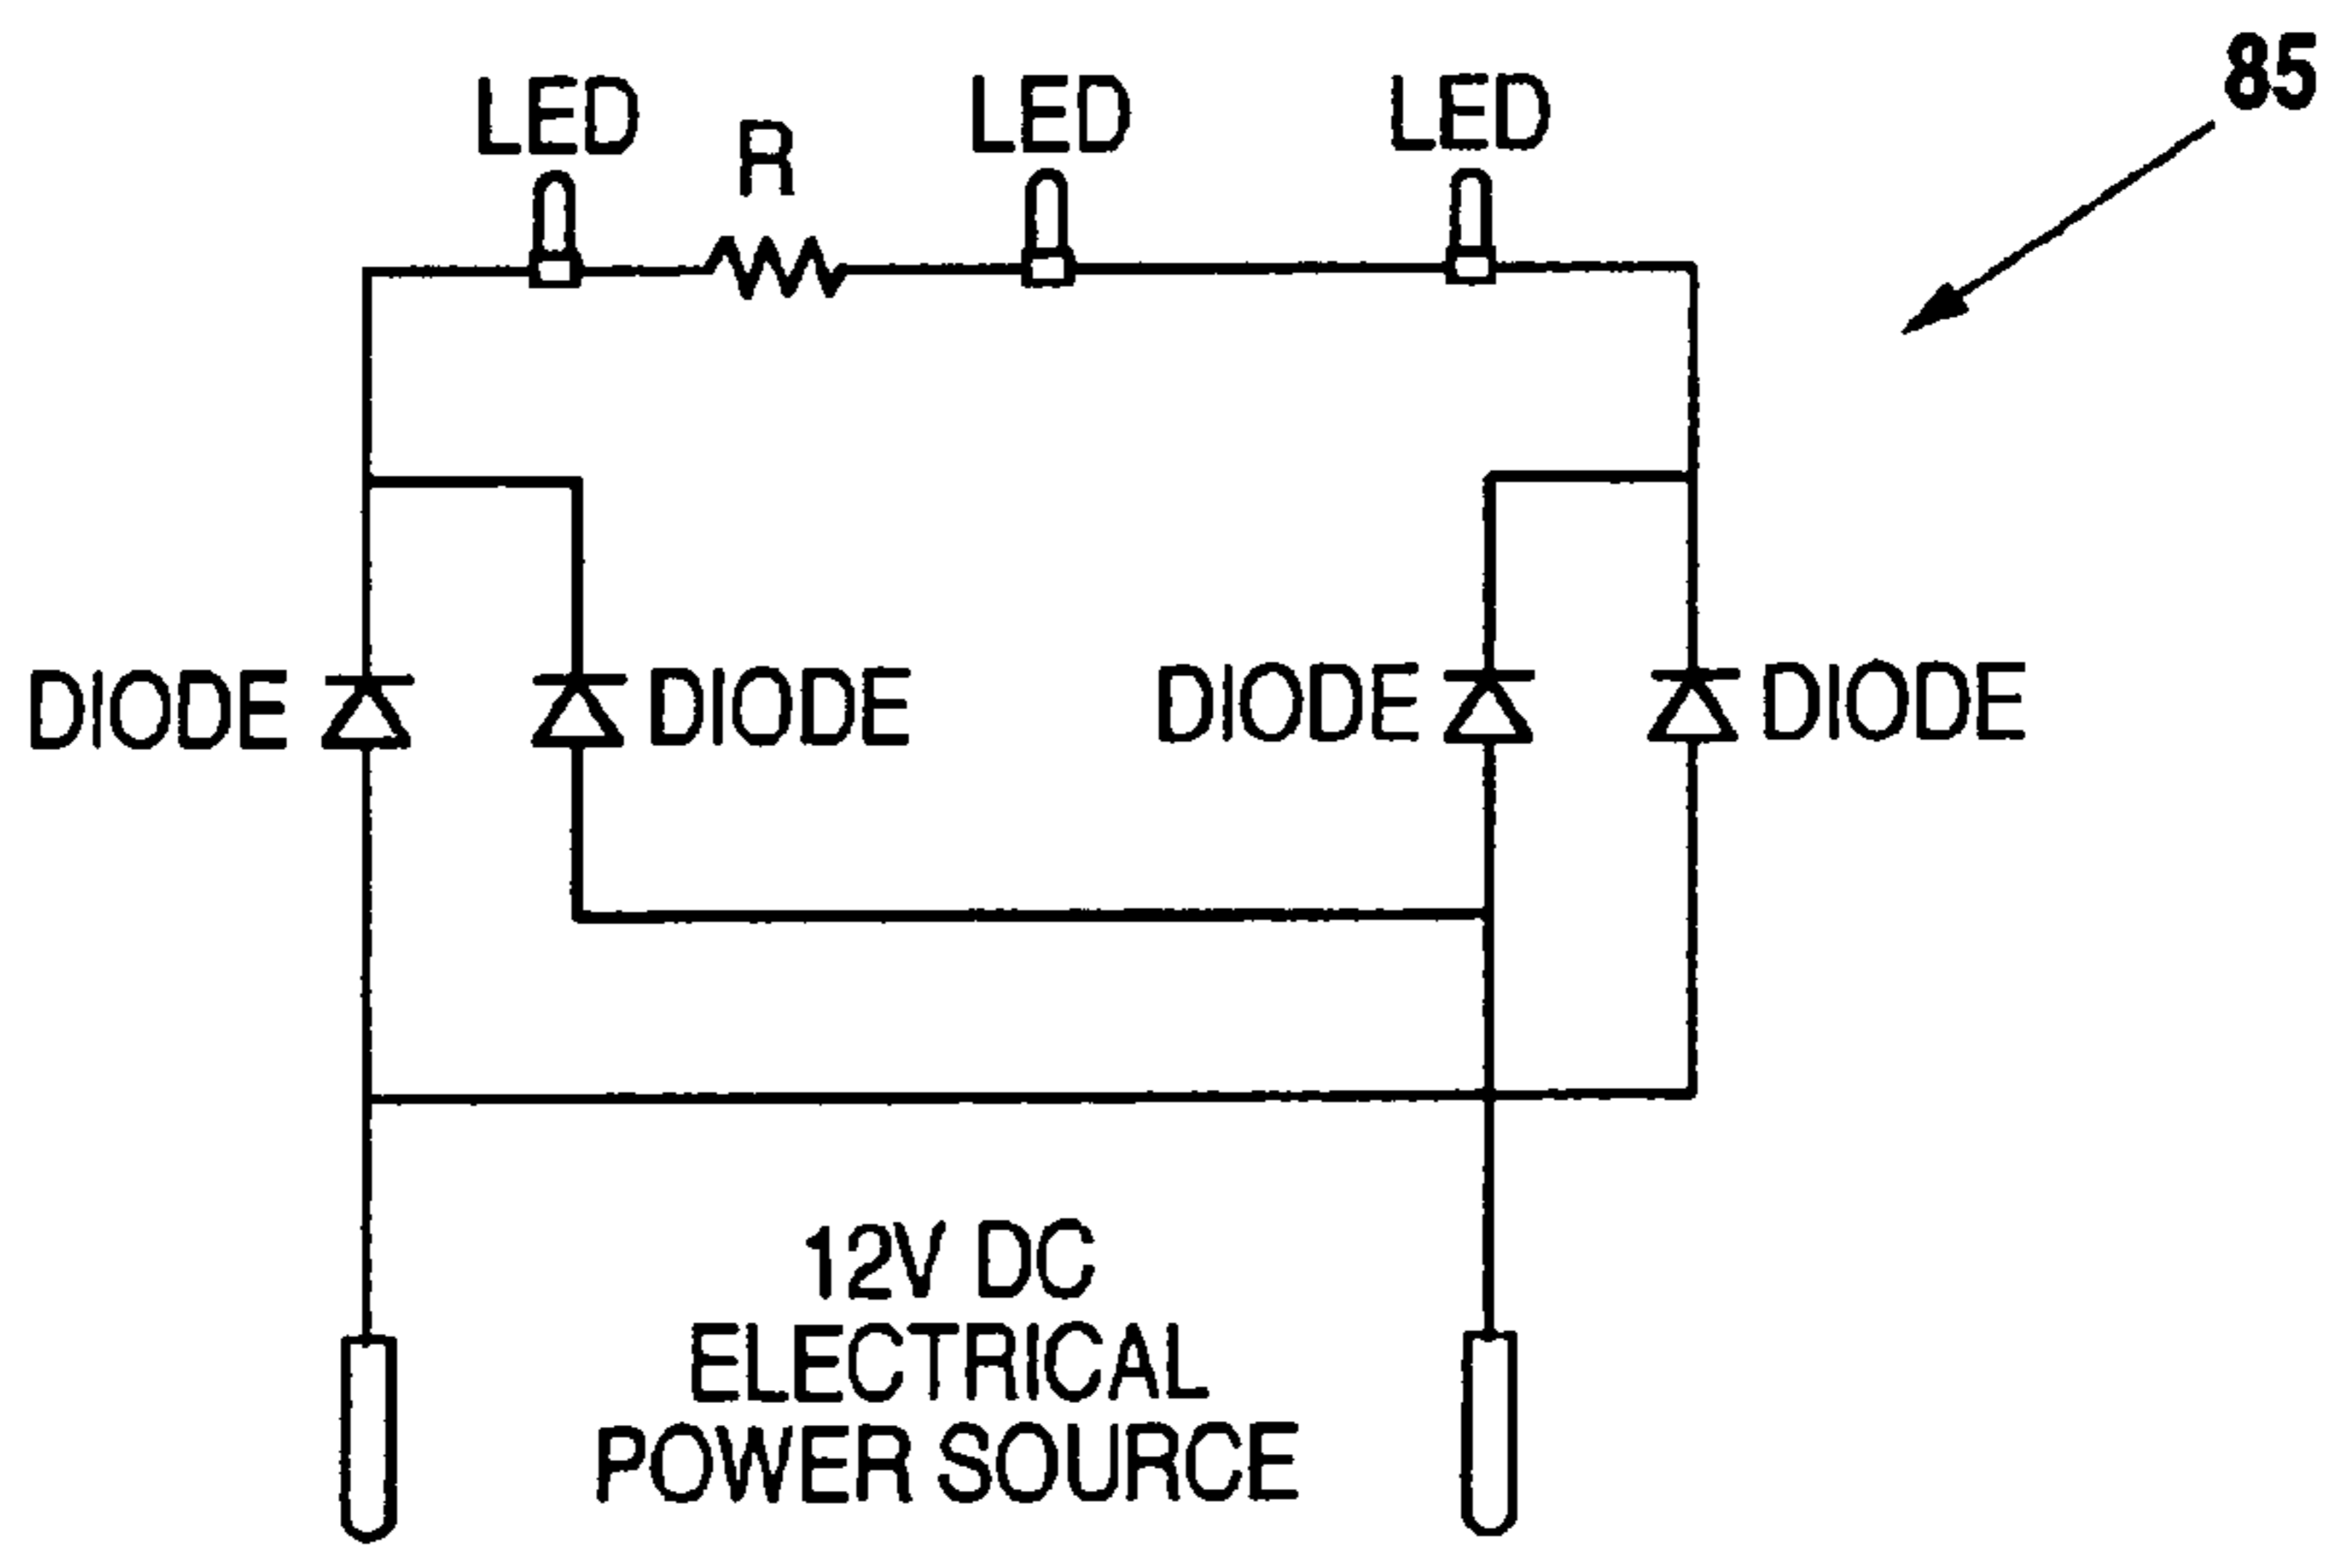 85
LED
R
LED
LED
DIODE
DIODE
DIODE
DIODE
12V DC
ELECTRICAL
POWER SOURCE